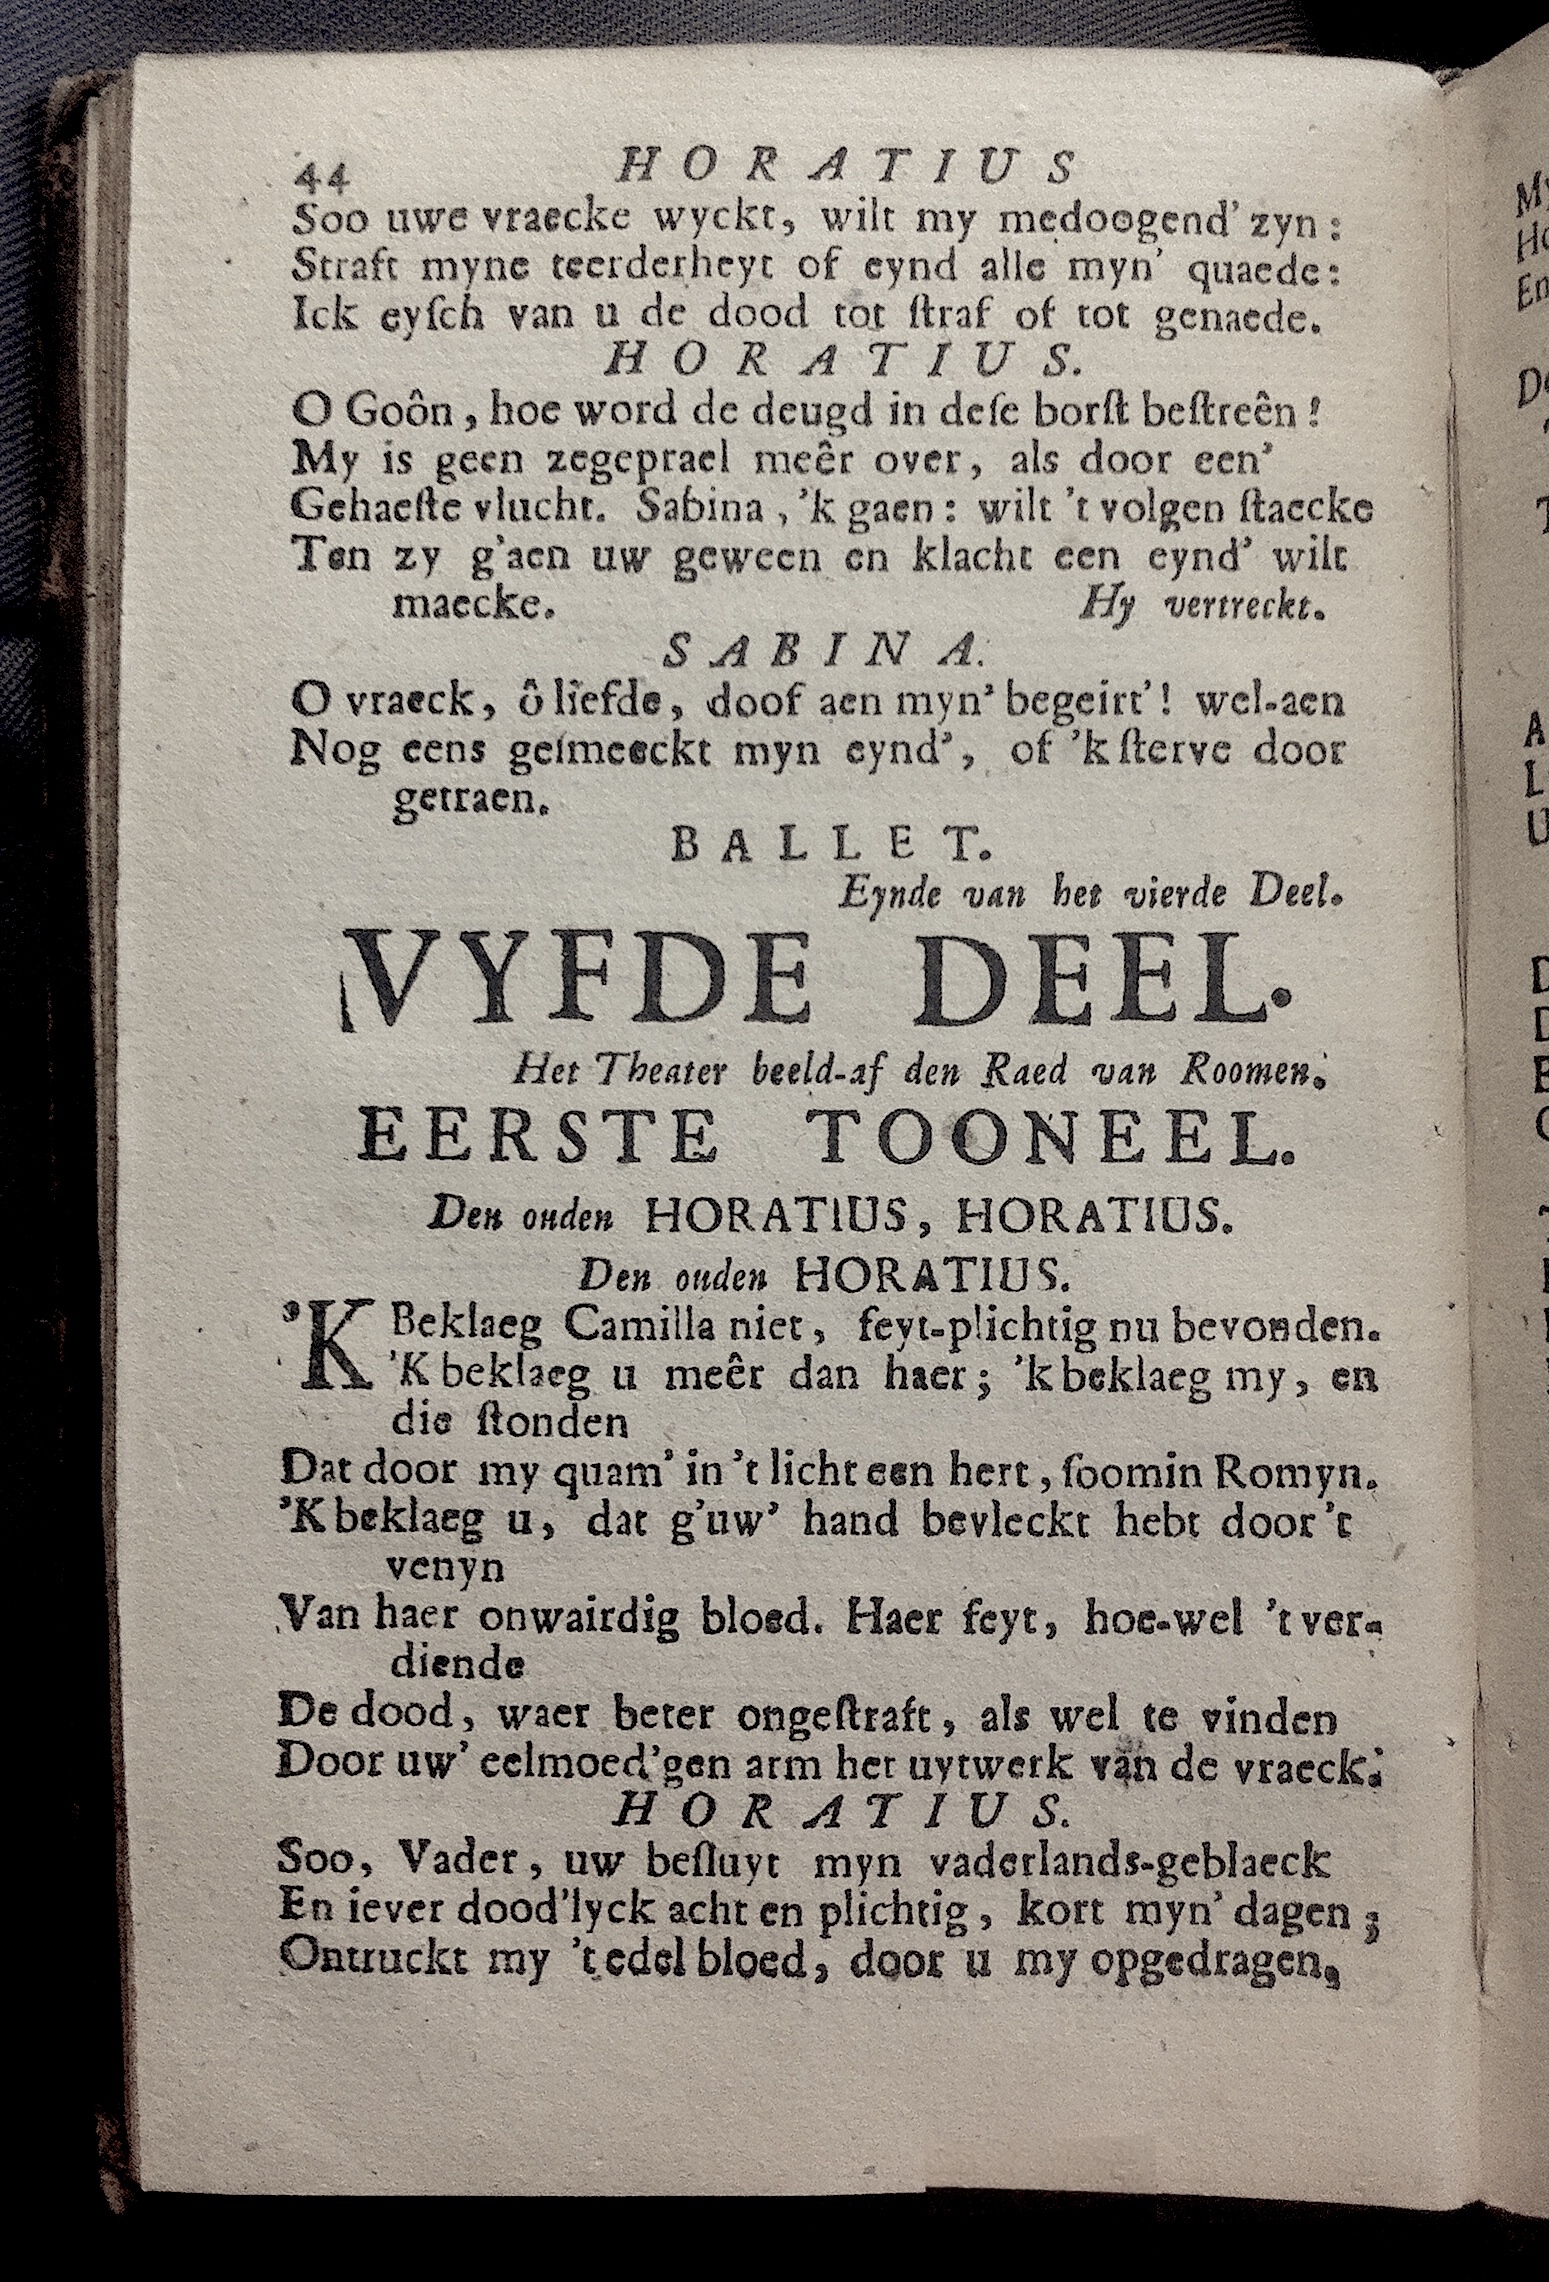 44 HORATIUS
Soo uwe vraecke wyckt, wilt my medoogend' zyn:
Straft myne teerderheyt of eynd alle myn' quaede:
Ick eyſch van u de dood tot ſtraf of tot genaede.
HORATIUS.
O Goôn, hoe word de deugd in deſe borſt beſtreên!
My is geen zegeprael meêr over, als door een'
Gehaeſte vlucht. Sabina, 'k gaen: wilt 't volgen ſtaecke
Ten zy g'aen uw geween en klacht een eynd' wilt
maecke. Hy vertreckt.
SABINA.
O vraeck, ô liefde, doof aen myn' begeirt'! wel-aen
Nog eens geſmeeckt myn eynd', of 'k ſterve door
getraen.
BALLET.
Eynde van het vierde Deel.
VYFDE DEEL.
Het Theater beeld-af den Raed van Roomen.
EERSTE TOONEEL.
Den ouden HORATIUS, HORATIUS.
Den ouden HORATIUS.
'K Beklaeg Camilla niet, feyt-plichtig nu bevonden.
'K beklaeg u meêr dan haer; 'k beklaeg my, en
die ſtonden
Dat door my quam' in 't licht een hert, ſoomin Romyn.
'K beklaeg u, dat g'uw' hand bevleckt hebt door 't
venyn
Van haer onwairdig bloed. Haer feyt, hoe-wel 't ver-
diende
De dood, waer beter ongeſtraft, als wel te vinden
Door uw' eelmoed'gen arm het uytwerk van de vraeck.
HORATIUS.
Soo, Vader, uw beſluyt myn vaderlands-geblaeck
En iever dood'lyck acht en plichtig, kort myn' dagen;
Ontruckt my 't edel bloed, door u my opgedragen,